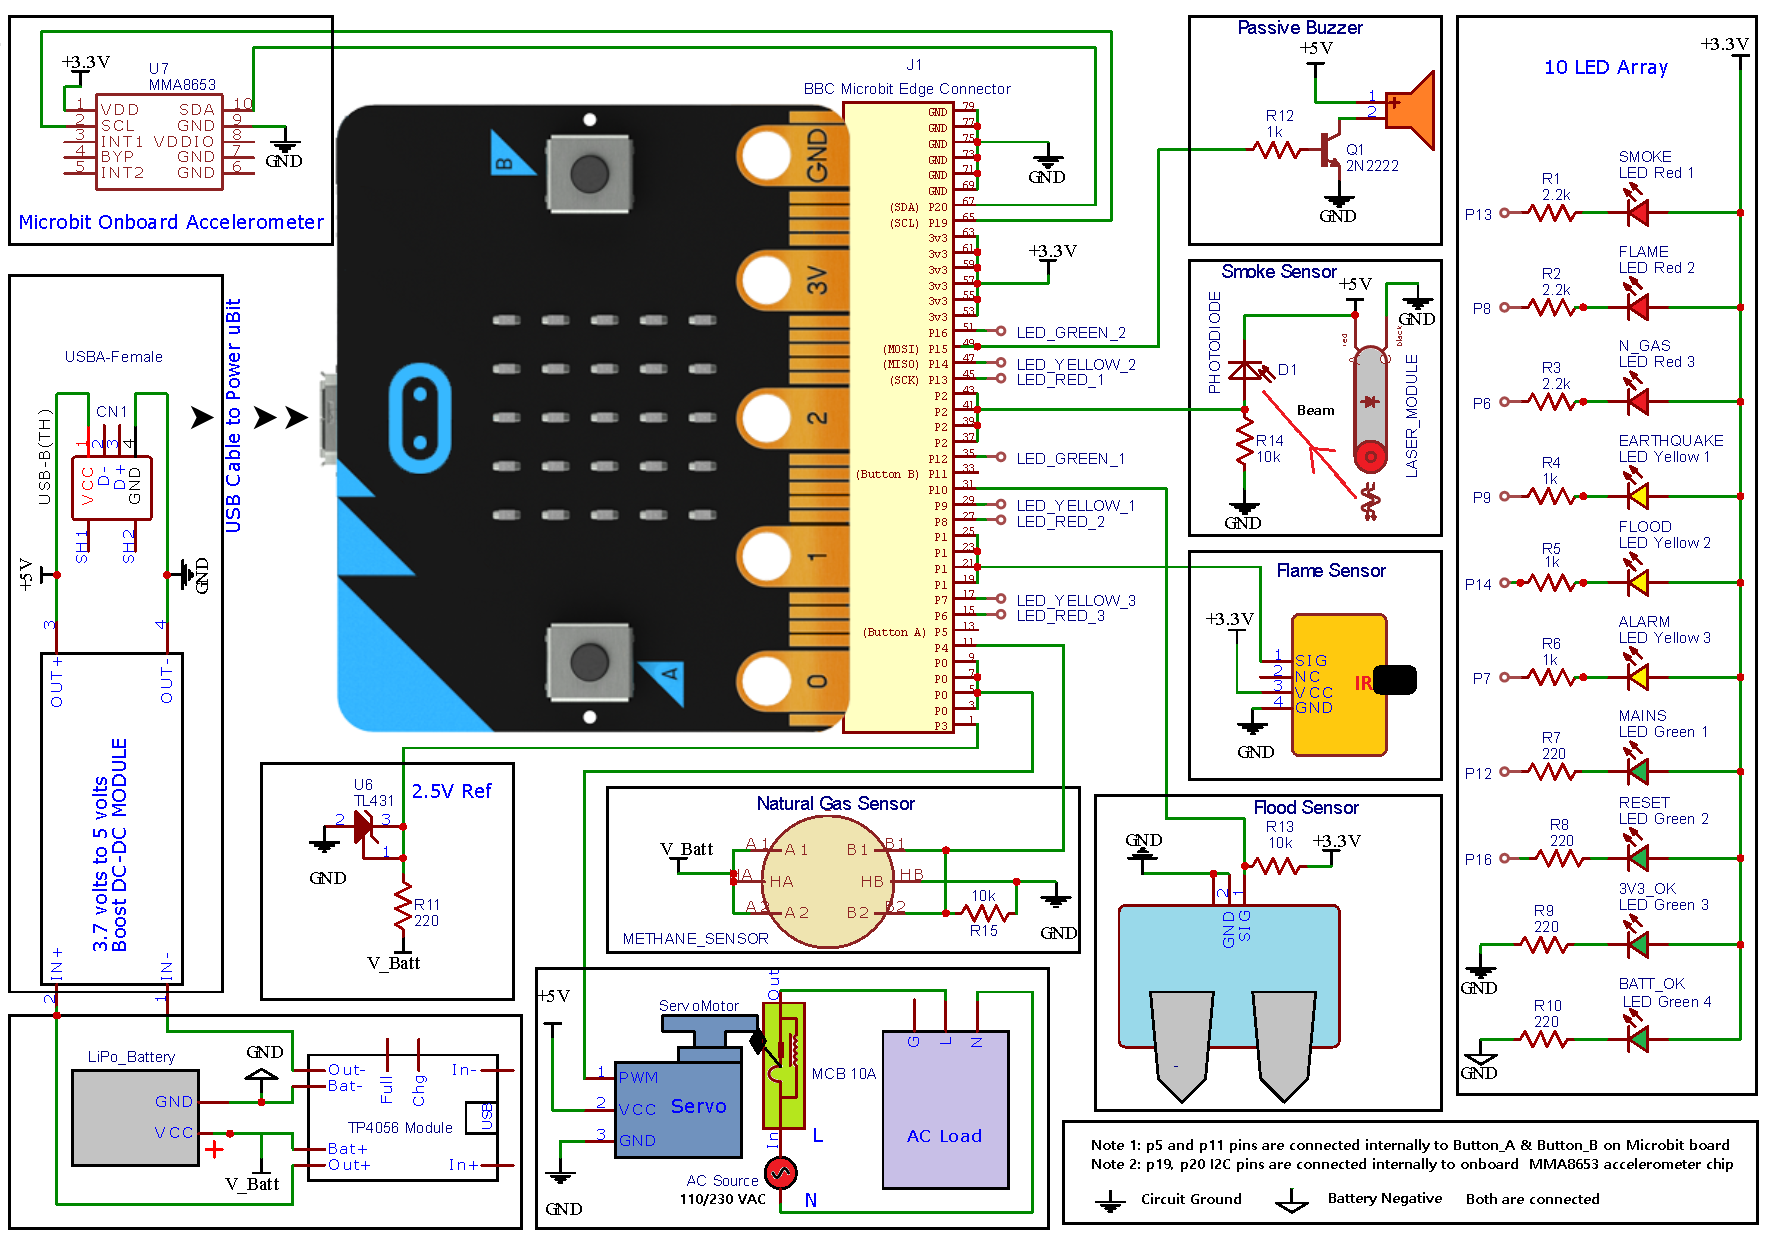 +3.3V
U7
MMA8653
1 VDD SDA 10
2 SCL GND 9
3 INT1 VDDIO 8
4 BYP GND 7
5 INT2 GND 6
GND
Microbit Onboard Accelerometer
USBA-Female
USB-B(TH)
CN1
1 2 3 4
VCC
D-
D+
GND
SH1
SH2
+5V
GND
3
4
OUT+
OUT-
3.7 volts to 5 volts
Boost DC-DC MODULE
IN+
IN-
2
1
USB Cable to Power uBit
LiPo_Battery
GND
VCC
+
GND
V_Batt
Out-
Bat-
Full
Chg
In-
USB
TP4056 Module
Bat+
Out+
In+
B
A
GND
3V
2
1
0
J1
BBC Microbit Edge Connector
GND 79
GND 77
GND 75
GND 73
GND 71
GND 69
(SDA) P20 67
(SCL) P19 65
3v3 63
3v3 61
3v3 59
3v3 57
3v3 55
3v3 53
P16 51
(MOSI) P15 49
(MISO) P14 47
(SCK) P13 45
P2 43
P2 41
P2 39
P2 37
P12 35
(Button B) P11 33
P10 31
P9 29
P8 27
P1 25
P1 23
P1 21
P1 19
P7 17
P6 15
(Button A) P5 13
P4 11
P0 9
P0 7
P0 5
P0 3
P3 1
GND
+3.3V
LED_GREEN_2
LED_YELLOW_2
LED_RED_1
LED_GREEN_1
LED_YELLOW_1
LED_RED_2
LED_YELLOW_3
LED_RED_3
U6
TL431
2.5V Ref
2
3
1
GND
R11
220
V_Batt
Natural Gas Sensor
V_Batt
A1 A1 B1 B1
HA HA HB HB
A2 A2 B2 B2
10k
R15
GND
METHANE_SENSOR
+5V
ServoMotor
1 PWM
2 VCC
3 GND
Servo
GND
Out
MCB 10A
In
L
AC Source
110/230 VAC
N
G
L
N
AC Load
Passive Buzzer
+5V
1
2
+
R12
1k
Q1
2N2222
GND
Smoke Sensor
+5V
GND
red
black
PHOTODIODE
D1
Beam
LASER_MODULE
R14
10k
GND
Flame Sensor
+3.3V
1 SIG
2 NC
3 VCC
4 GND
IR
GND
Flood Sensor
GND
R13
10k
+3.3V
2
1
GND
SIG
-
10 LED Array
+3.3V
SMOKE
LED Red 1
R1
2.2k
P13
FLAME
LED Red 2
R2
2.2k
P8
N_GAS
LED Red 3
R3
2.2k
P6
EARTHQUAKE
LED Yellow 1
R4
1k
P9
FLOOD
LED Yellow 2
R5
1k
P14
ALARM
LED Yellow 3
R6
1k
P7
MAINS
LED Green 1
R7
220
P12
RESET
LED Green 2
R8
220
P16
3V3_OK
LED_Green 3
R9
220
GND
BATT_OK
LED Green 4
R10
220
GND
Note 1: p5 and p11 pins are connected internally to Button_A & Button_B on Microbit board
Note 2: p19, p20 I2C pins are connected internally to onboard MMA8653 accelerometer chip
Circuit Ground
Battery Negative
Both are connected